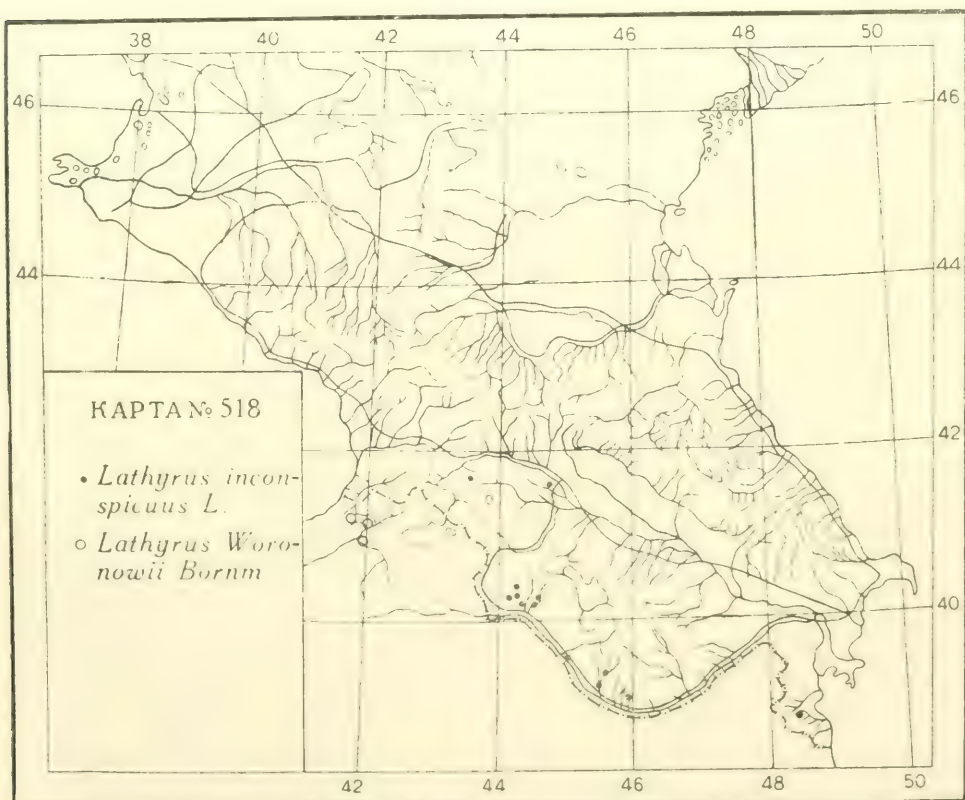 38 40 42 44 46 48 50
46 46
44 44
КАРТА № 518
42
• Lathyrus incon-
spicuus L.
○ Lathyrus Woro-
nowii Bornm
40
42 44 46 48 50